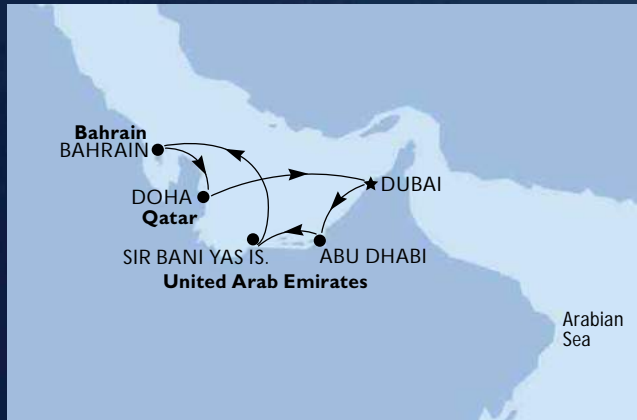 Bahrain
BAHRAIN
DOHA
Qatar
DUBAI
SIR BANI YAS IS.
ABU DHABI
United Arab Emirates
Arabian
Sea